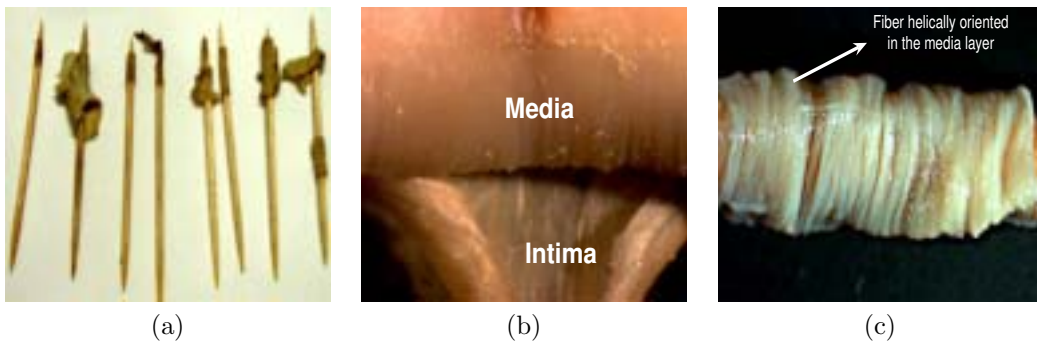 Fiber helically oriented
in the media layer
Media
Intima
(a)
(b)
(c)